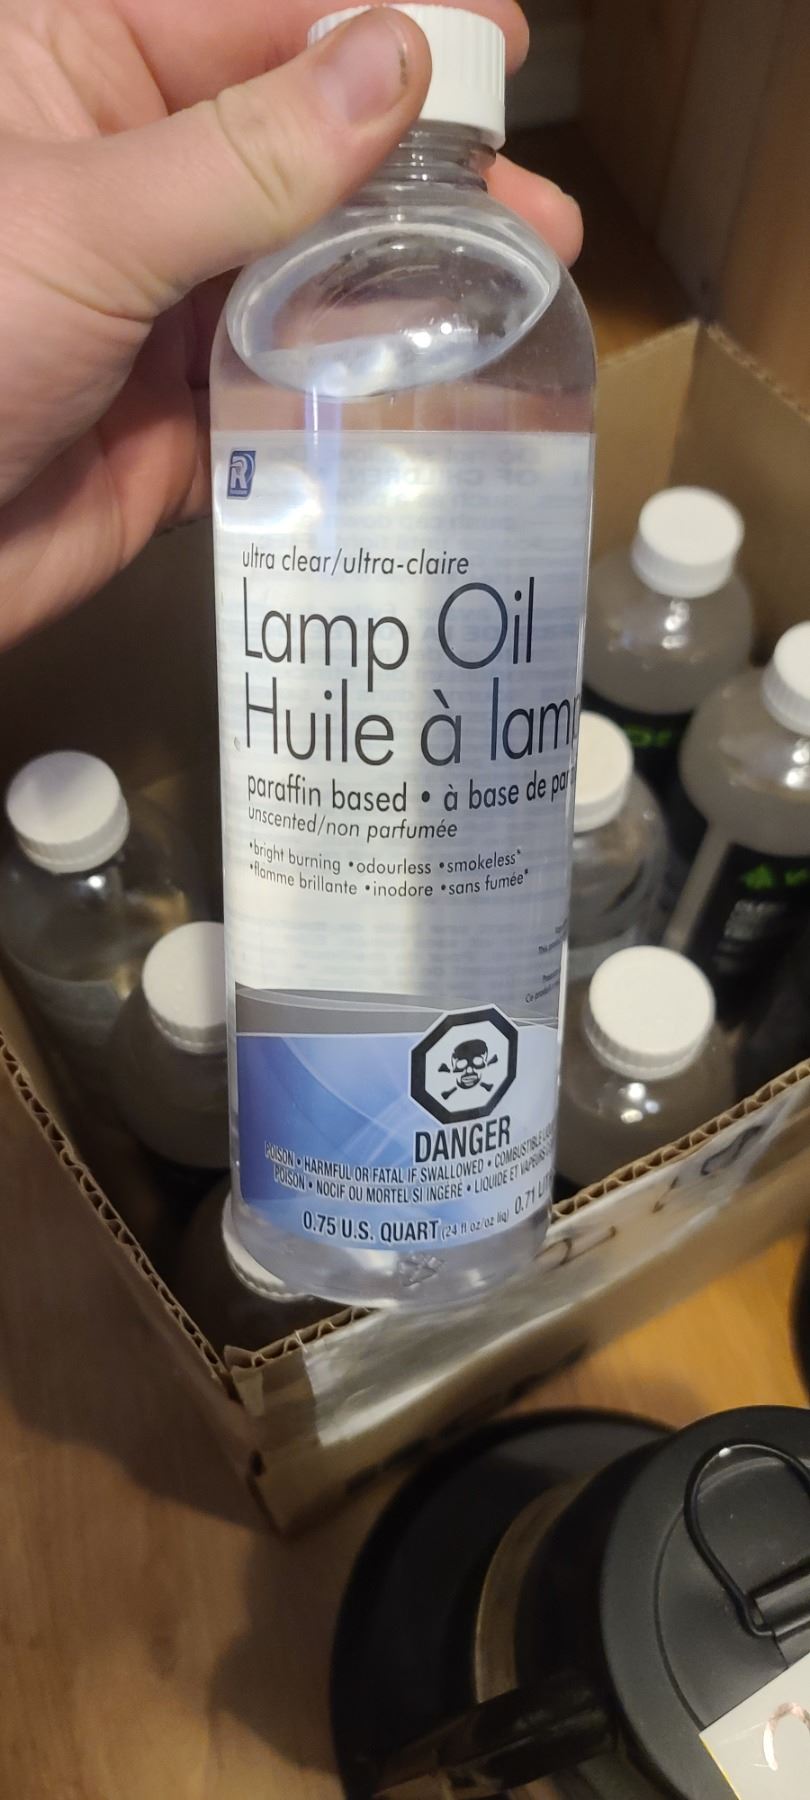 R
ultra clear/ultra-claire
Lamp Oil
Huile à lamp
paraffin based • à base de par
unscented/non parfumée
•bright burning •odourless •smokeless*
•flamme brillante •inodore •sans fumée*
DANGER
POISON • HARMFUL OR FATAL IF SWALLOWED • COMBUSTIBLE
POISON • NOCIF OU MORTEL SI INGÉRÉ • LIQUIDE ET VAPEURS
0.75 U.S. QUART (24 fl oz/oz liq) 0.71